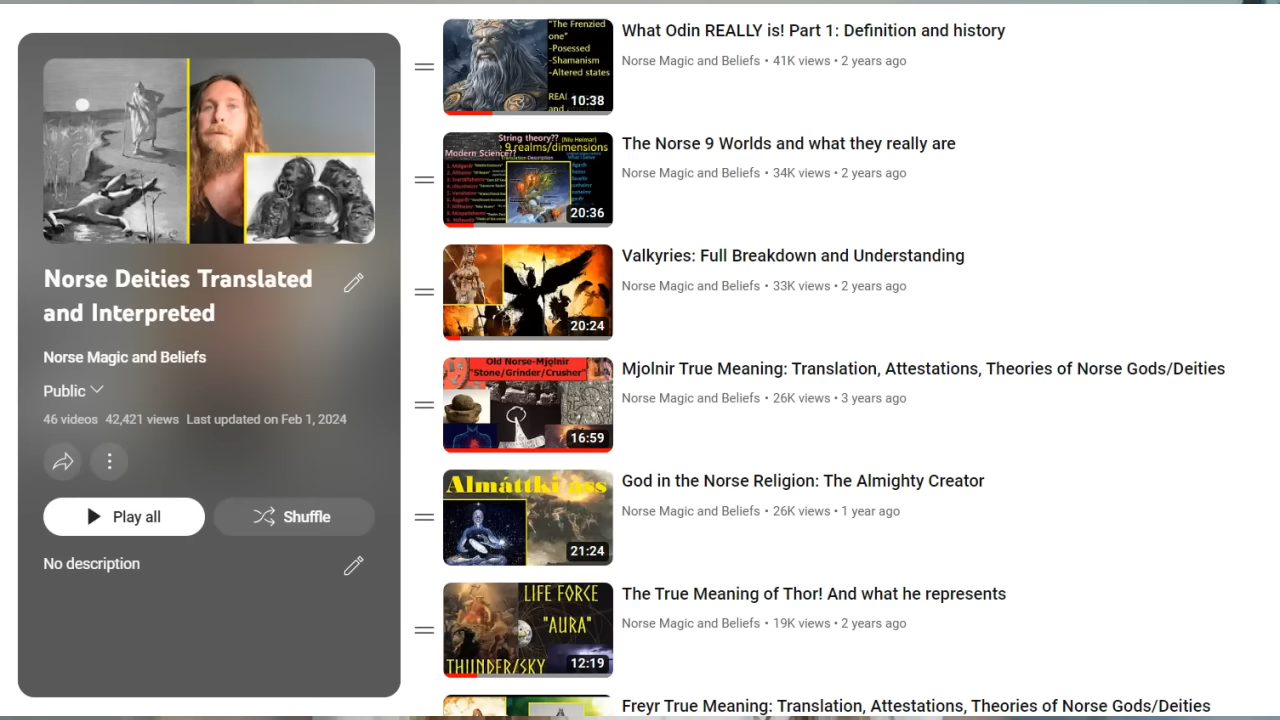 Norse Deities Translated
and Interpreted
Norse Magic and Beliefs
Public
46 videos 42,421 views Last updated on Feb 1, 2024
Play all
Shuffle
No description
"The Frenzied
one"
-Posessed
-Shamanism
-Altered states
REAL
and
10:38
What Odin REALLY is! Part 1: Definition and history
Norse Magic and Beliefs • 41K views • 2 years ago
String theory??
9 realms/dimensions
Modern Science??
20:36
The Norse 9 Worlds and what they really are
Norse Magic and Beliefs • 34K views • 2 years ago
20:24
Valkyries: Full Breakdown and Understanding
Norse Magic and Beliefs • 33K views • 2 years ago
Old Norse-Mjǫlnir
"Stone/Grinder/Crusher"
16:59
Mjolnir True Meaning: Translation, Attestations, Theories of Norse Gods/Deities
Norse Magic and Beliefs • 26K views • 3 years ago
Almáttki áss
21:24
God in the Norse Religion: The Almighty Creator
Norse Magic and Beliefs • 26K views • 1 year ago
LIFE FORCE
"AURA"
THUNDER/SKY
12:19
The True Meaning of Thor! And what he represents
Norse Magic and Beliefs • 19K views • 2 years ago
Freyr True Meaning: Translation, Attestations, Theories of Norse Gods/Deities